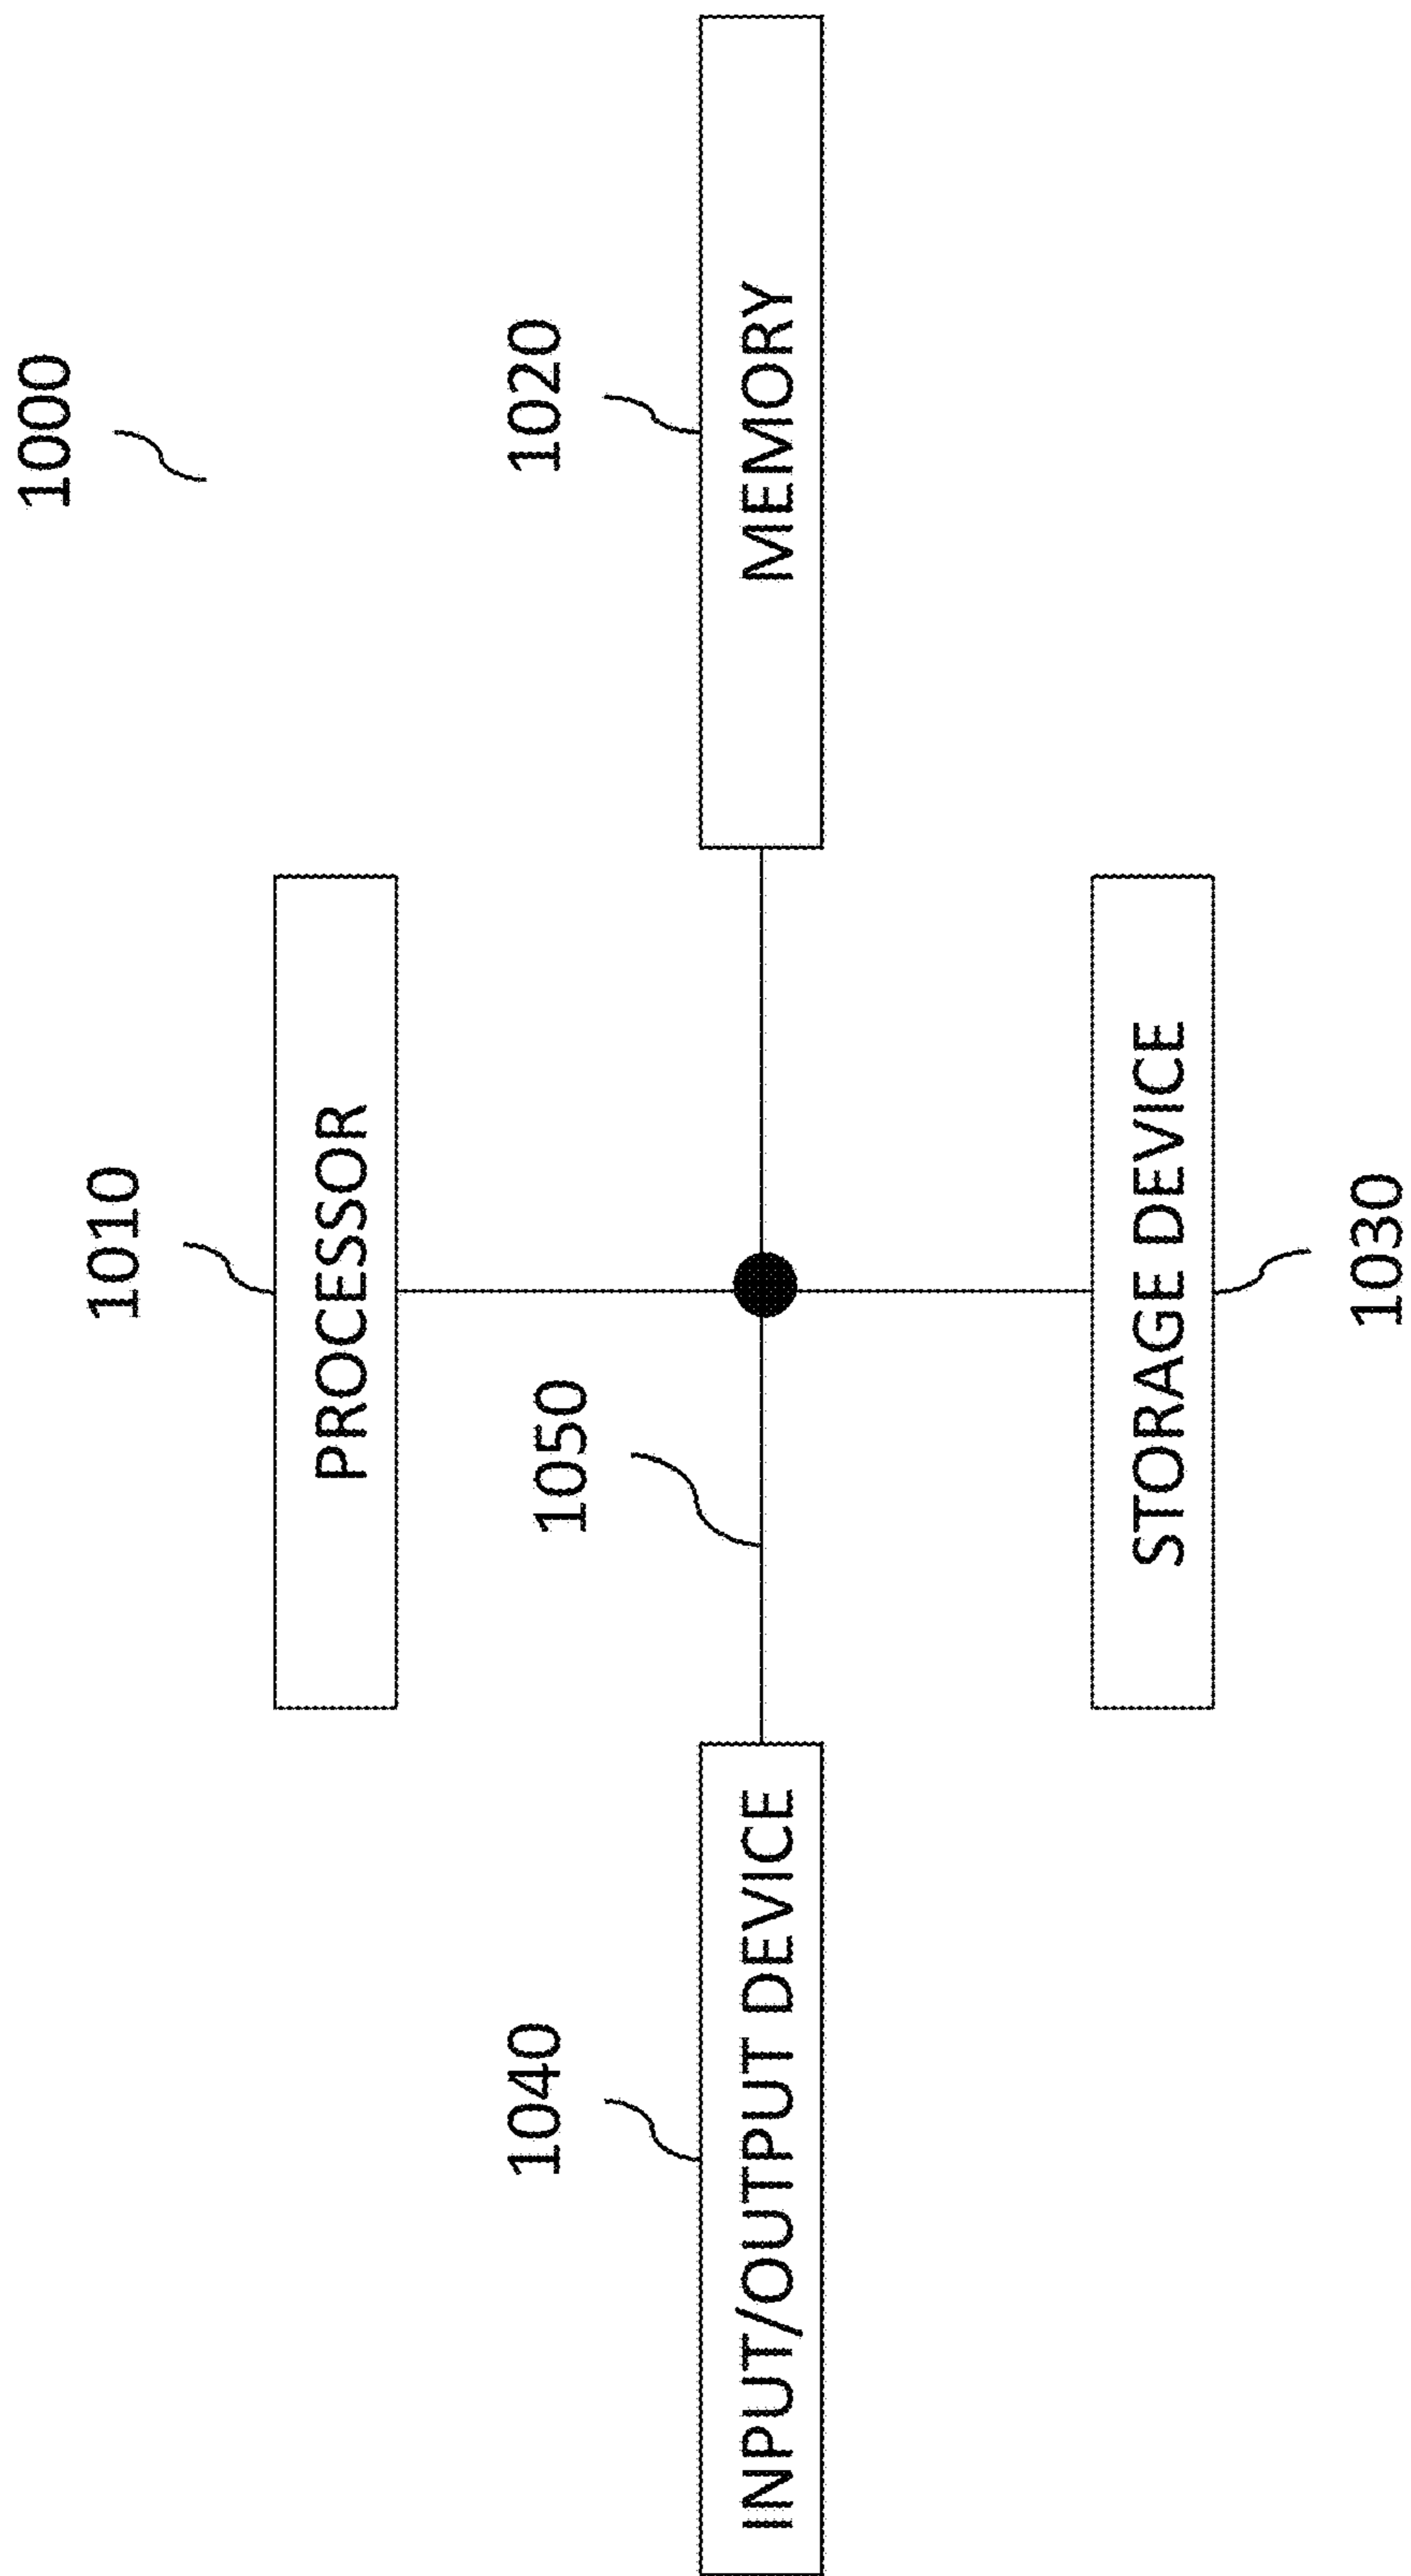 1000
1010
PROCESSOR
1040
1050
1020
INPUT/OUTPUT DEVICE
MEMORY
STORAGE DEVICE
1030